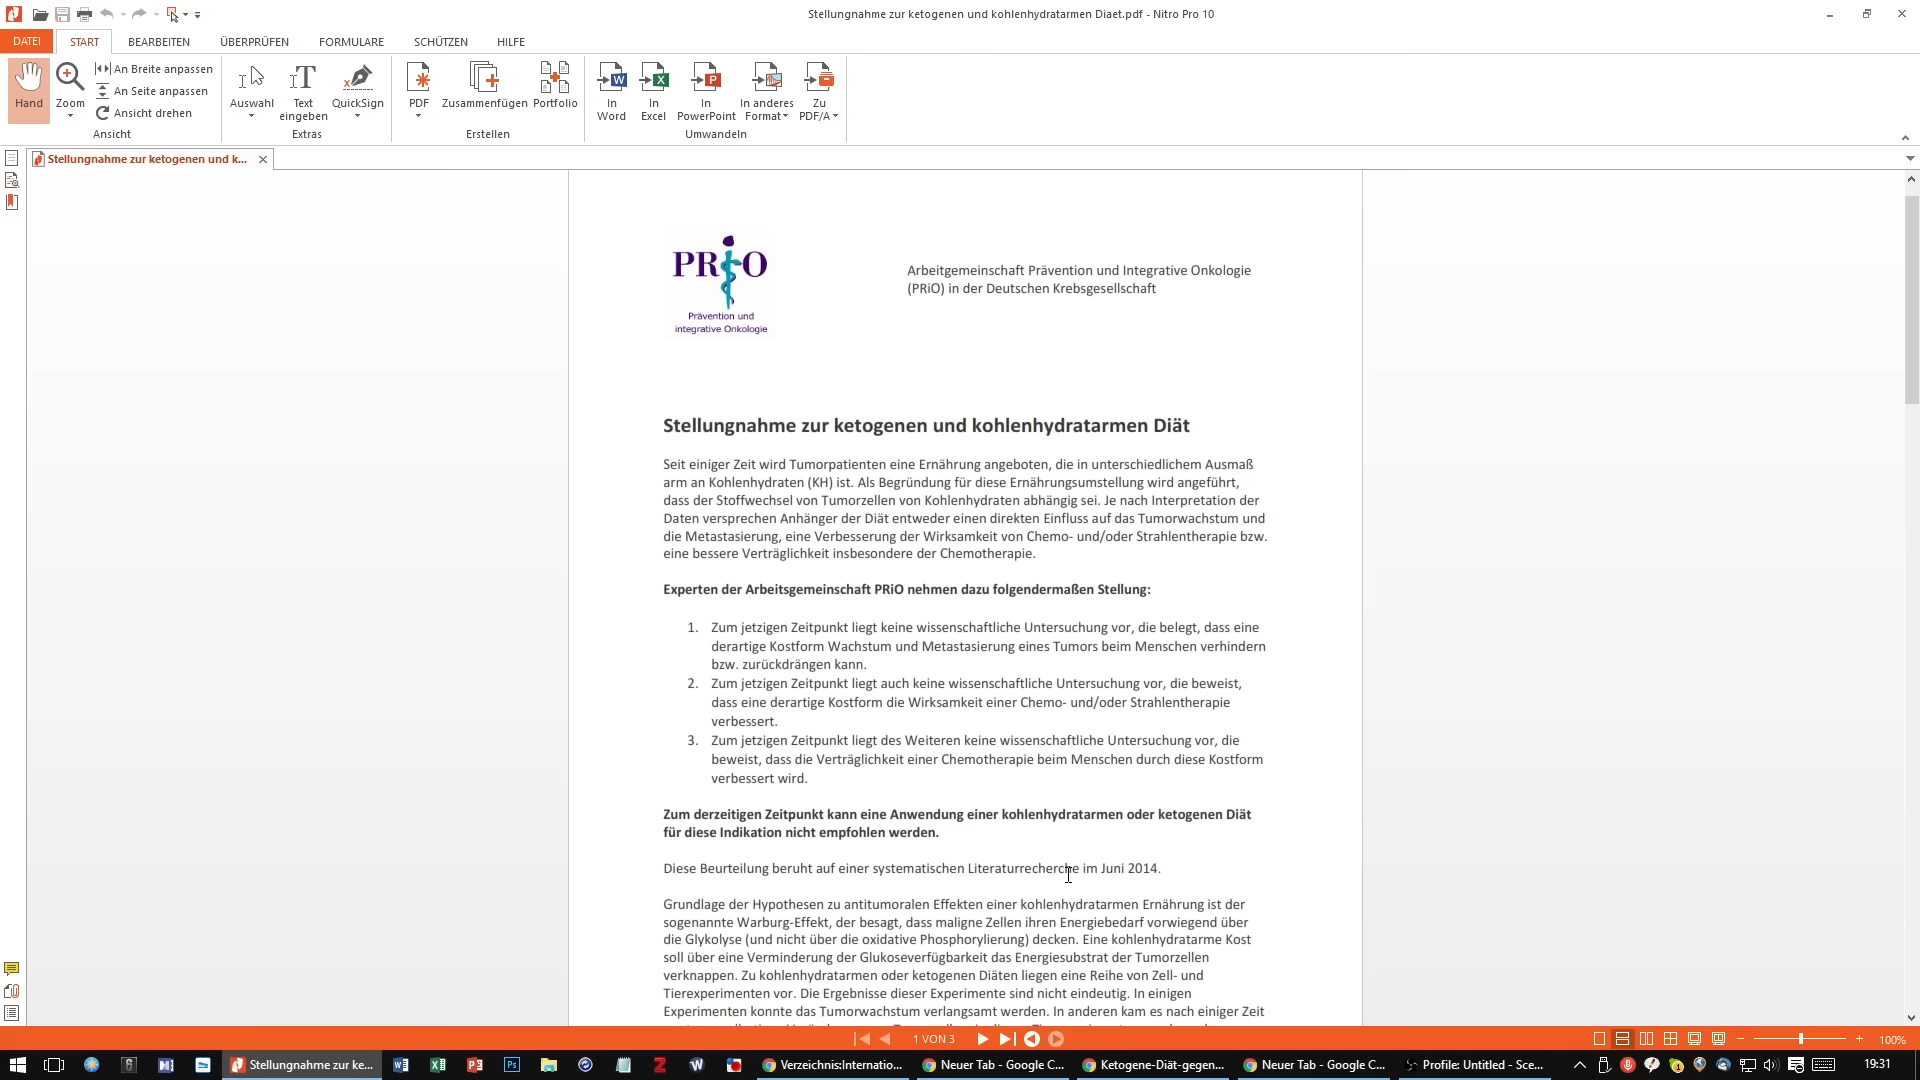 Stellungnahme zur ketogenen und kohlenhydratarmen Diaet.pdf - Nitro Pro 10
DATEI START BEARBEITEN ÜBERPRÜFEN FORMULARE SCHÜTZEN HILFE
Hand
Zoom
An Breite anpassen
An Seite anpassen
Ansicht drehen
Ansicht
Auswahl
Text eingeben
QuickSign
Extras
PDF
Zusammenfügen
Portfolio
Erstellen
In Word
In Excel
In PowerPoint
In anderes Format
Zu PDF/A
Umwandeln
Stellungnahme zur ketogenen und k...
PRiO
Prävention und
integrative Onkologie
Arbeitgemeinschaft Prävention und Integrative Onkologie
(PRiO) in der Deutschen Krebsgesellschaft
Stellungnahme zur ketogenen und kohlenhydratarmen Diät
Seit einiger Zeit wird Tumorpatienten eine Ernährung angeboten, die in unterschiedlichem Ausmaß
arm an Kohlenhydraten (KH) ist. Als Begründung für diese Ernährungsumstellung wird angeführt,
dass der Stoffwechsel von Tumorzellen von Kohlenhydraten abhängig sei. Je nach Interpretation der
Daten versprechen Anhänger der Diät entweder einen direkten Einfluss auf das Tumorwachstum und
die Metastasierung, eine Verbesserung der Wirksamkeit von Chemo- und/oder Strahlentherapie bzw.
eine bessere Verträglichkeit insbesondere der Chemotherapie.
Experten der Arbeitsgemeinschaft PRiO nehmen dazu folgendermaßen Stellung:
1. Zum jetzigen Zeitpunkt liegt keine wissenschaftliche Untersuchung vor, die belegt, dass eine
derartige Kostform Wachstum und Metastasierung eines Tumors beim Menschen verhindern
bzw. zurückdrängen kann.
2. Zum jetzigen Zeitpunkt liegt auch keine wissenschaftliche Untersuchung vor, die beweist,
dass eine derartige Kostform die Wirksamkeit einer Chemo- und/oder Strahlentherapie
verbessert.
3. Zum jetzigen Zeitpunkt liegt des Weiteren keine wissenschaftliche Untersuchung vor, die
beweist, dass die Verträglichkeit einer Chemotherapie beim Menschen durch diese Kostform
verbessert wird.
Zum derzeitigen Zeitpunkt kann eine Anwendung einer kohlenhydratarmen oder ketogenen Diät
für diese Indikation nicht empfohlen werden.
Diese Beurteilung beruht auf einer systematischen Literaturrecherche im Juni 2014.
Grundlage der Hypothesen zu antitumoralen Effekten einer kohlenhydratarmen Ernährung ist der
sogenannte Warburg-Effekt, der besagt, dass maligne Zellen ihren Energiebedarf vorwiegend über
die Glykolyse (und nicht über die oxidative Phosphorylierung) decken. Eine kohlenhydratarme Kost
soll über eine Verminderung der Glukoseverfügbarkeit das Energiesubstrat der Tumorzellen
verknappen. Zu kohlenhydratarmen oder ketogenen Diäten liegen eine Reihe von Zell- und
Tierexperimenten vor. Die Ergebnisse dieser Experimente sind nicht eindeutig. In einigen
Experimenten konnte das Tumorwachstum verlangsamt werden. In anderen kam es nach einiger Zeit
1 VON 3
100%
Stellungnahme zur ke...
Verzeichnis:Internatio...
Neuer Tab - Google C...
Ketogene-Diät-gegen...
Neuer Tab - Google C...
Profile: Untitled - Sce...
19:31